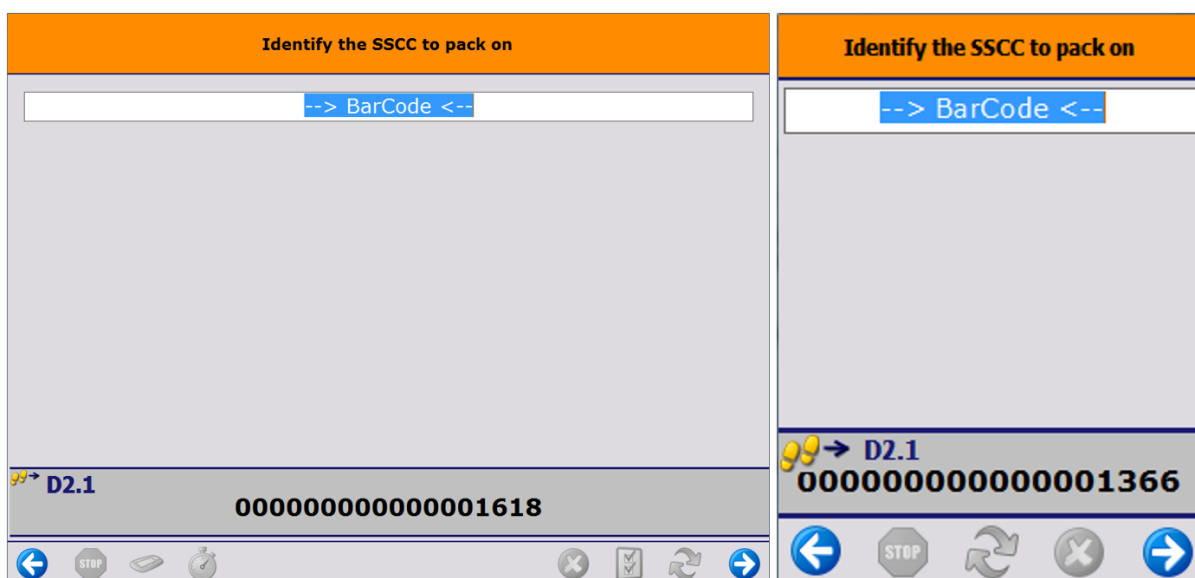 Identify the SSCC to pack on
--> BarCode <--
D2.1
000000000000001618
STOP
Identify the SSCC to pack on
--> BarCode <--
D2.1
000000000000001366
STOP